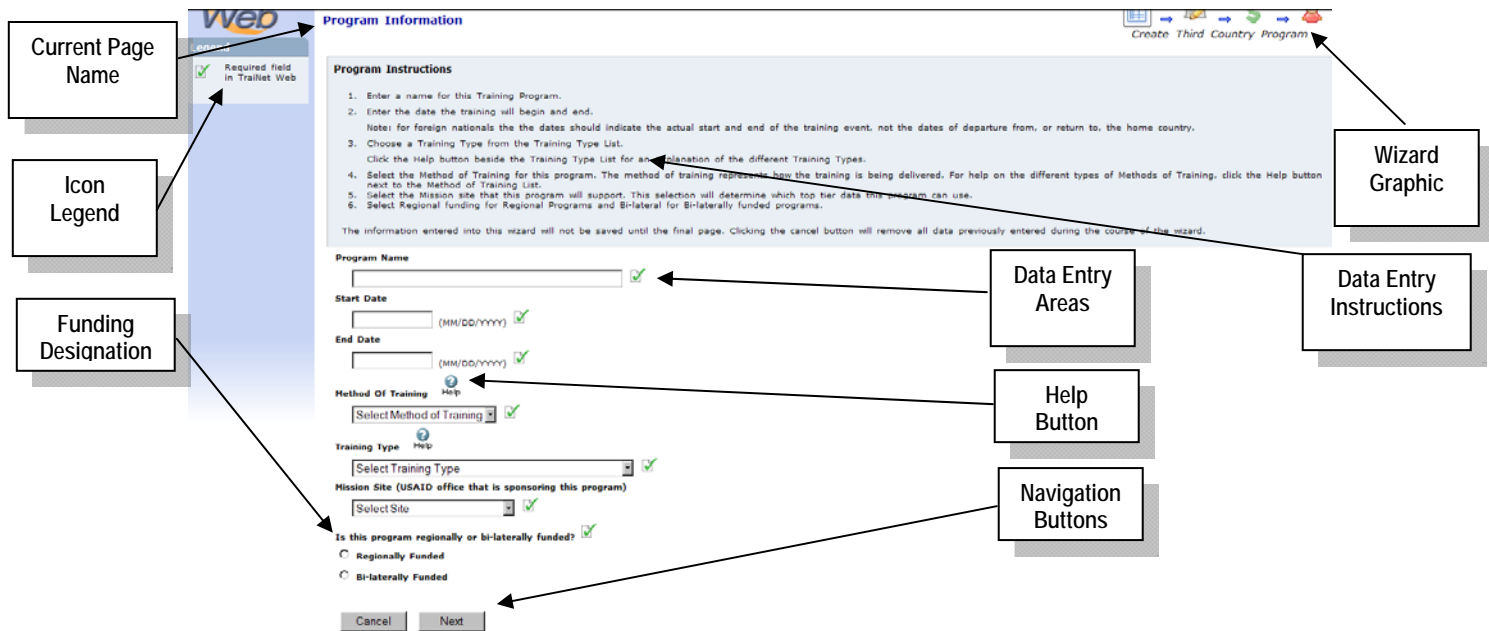 Web
Program Information
Create Third Country Program
Current Page
Name
Legend
Required field
in TraiNet Web
Program Instructions
1. Enter a name for this Training Program.
2. Enter the date the training will begin and end.
Note: for foreign nationals the the dates should indicate the actual start and end of the training event, not the dates of departure from, or return to, the home country.
3. Choose a Training Type from the Training Type List.
Click the Help button beside the Training Type List for an explanation of the different Training Types.
4. Select the Method of Training for this program. The method of training represents how the training is being delivered. For help on the different types of Methods of Training, click the Help button
next to the Method of Training List.
5. Select the Mission site that this program will support. This selection will determine which top tier data this program can use.
6. Select Regional funding for Regional Programs and Bi-lateral for Bi-laterally funded programs.
The information entered into this wizard will not be saved until the final page. Clicking the cancel button will remove all data previously entered during the course of the wizard.
Icon
Legend
Wizard
Graphic
Program Name
Data Entry
Areas
Data Entry
Instructions
Start Date
(MM/DD/YYYY)
Funding
Designation
End Date
(MM/DD/YYYY)
Help
Method Of Training
Select Method of Training
Help
Button
Help
Training Type
Select Training Type
Mission Site (USAID office that is sponsoring this program)
Select Site
Navigation
Buttons
Is this program regionally or bi-laterally funded?
Regionally Funded
Bi-laterally Funded
Cancel Next